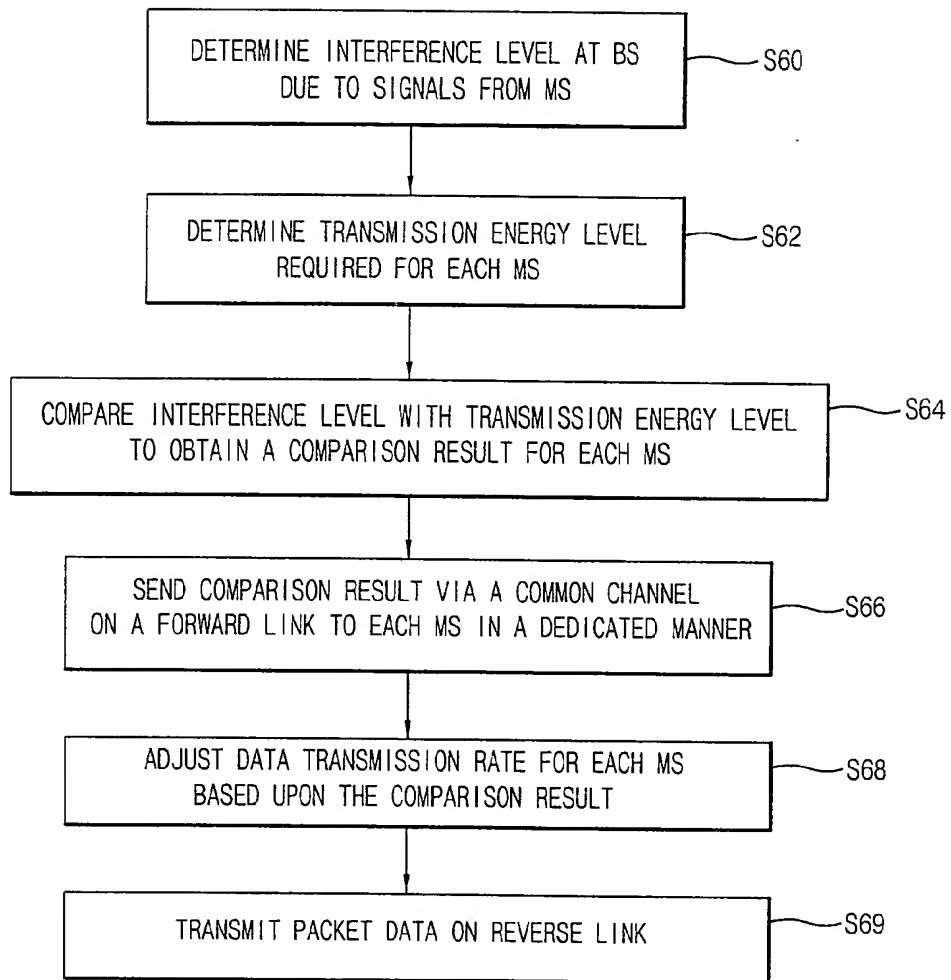 DETERMINE INTERFERENCE LEVEL AT BS
DUE TO SIGNALS FROM MS
S60
DETERMINE TRANSMISSION ENERGY LEVEL
REQUIRED FOR EACH MS
S62
COMPARE INTERFERENCE LEVEL WITH TRANSMISSION ENERGY LEVEL
TO OBTAIN A COMPARISON RESULT FOR EACH MS
S64
SEND COMPARISON RESULT VIA A COMMON CHANNEL
ON A FORWARD LINK TO EACH MS IN A DEDICATED MANNER
S66
ADJUST DATA TRANSMISSION RATE FOR EACH MS
BASED UPON THE COMPARISON RESULT
S68
TRANSMIT PACKET DATA ON REVERSE LINK
S69